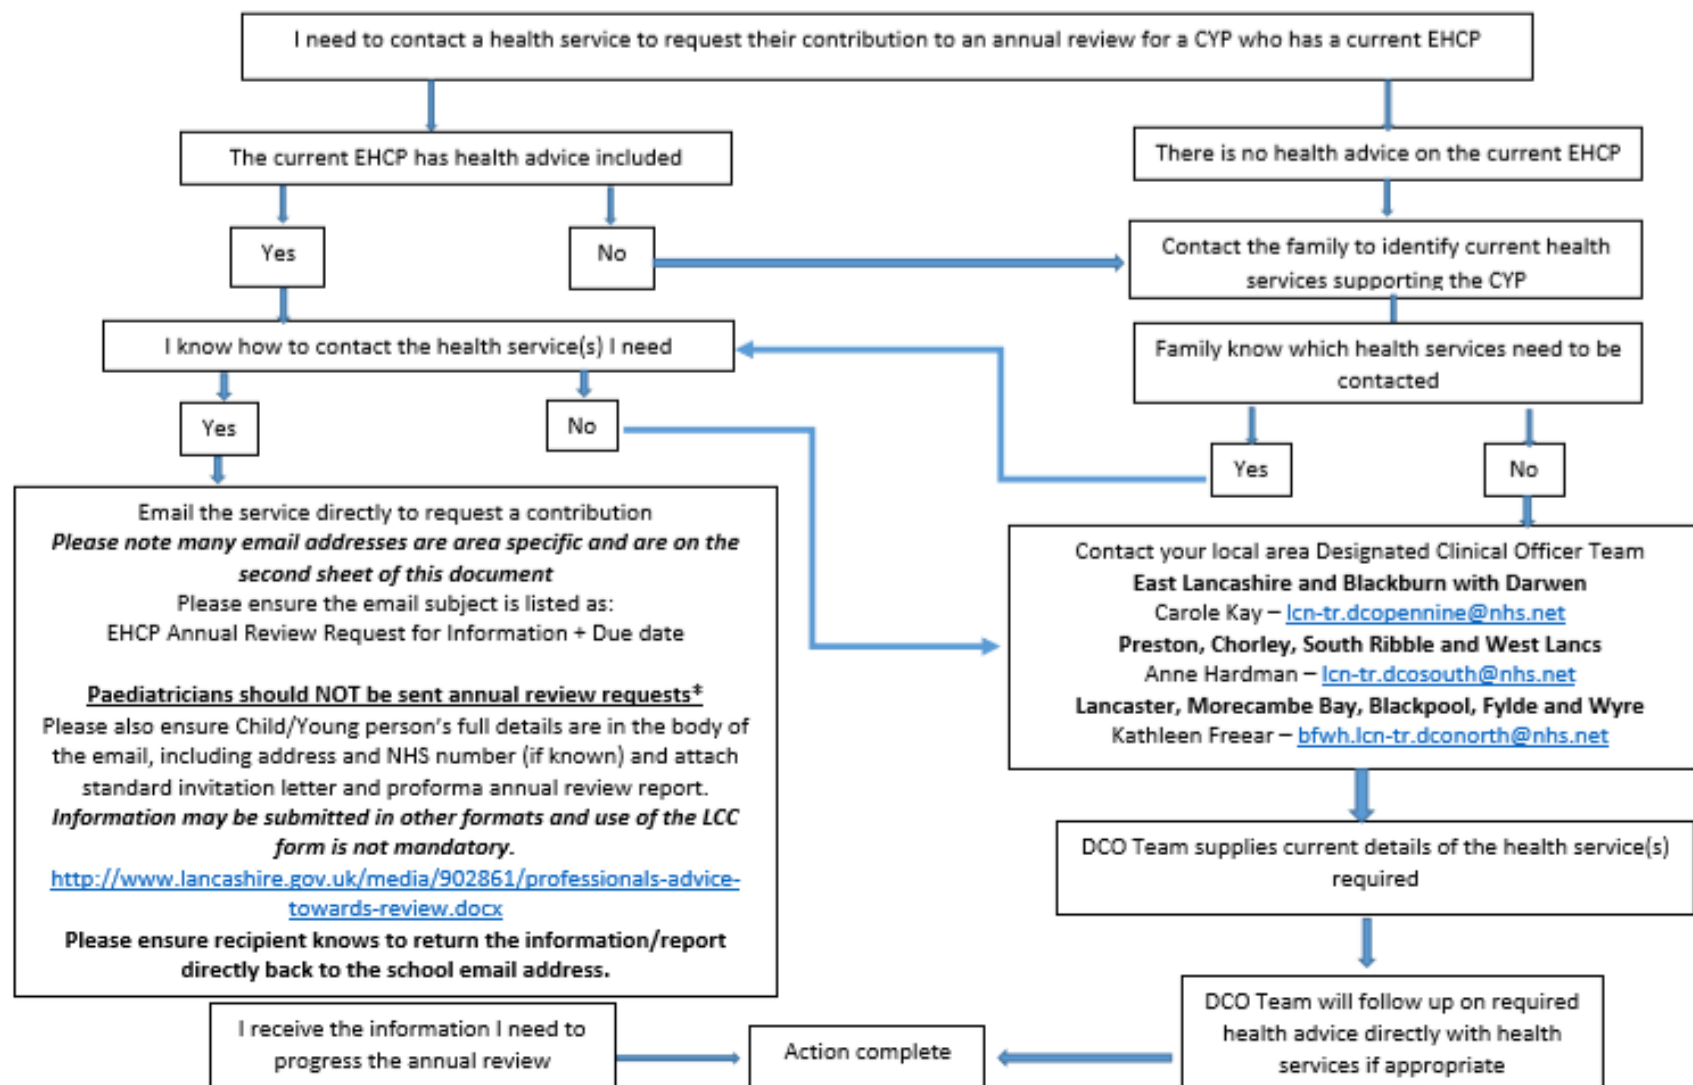 I need to contact a health service to request their contribution to an annual review for a CYP who has a current EHCP
The current EHCP has health advice included
There is no health advice on the current EHCP
Yes
No
Contact the family to identify current health
services supporting the CYP
I know how to contact the health service(s) I need
Family know which health services need to be
contacted
Yes
No
Yes
No
Email the service directly to request a contribution
Please note many email addresses are area specific and are on the
second sheet of this document
Please ensure the email subject is listed as:
EHCP Annual Review Request for Information + Due date
Paediatricians should NOT be sent annual review requests*
Please also ensure Child/Young person's full details are in the body of
the email, including address and NHS number (if known) and attach
standard invitation letter and proforma annual review report.
Information may be submitted in other formats and use of the LCC
form is not mandatory.
http://www.lancashire.gov.uk/media/902861/professionals-advice-
towards-review.docx
Please ensure recipient knows to return the information/report
directly back to the school email address.
Contact your local area Designated Clinical Officer Team
East Lancashire and Blackburn with Darwen
Carole Kay – lcn-tr.dcopennine@nhs.net
Preston, Chorley, South Ribble and West Lancs
Anne Hardman – lcn-tr.dcosouth@nhs.net
Lancaster, Morecambe Bay, Blackpool, Fylde and Wyre
Kathleen Freear – bfwh.lcn-tr.dconorth@nhs.net
DCO Team supplies current details of the health service(s)
required
DCO Team will follow up on required
health advice directly with health
services if appropriate
I receive the information I need to
progress the annual review
Action complete